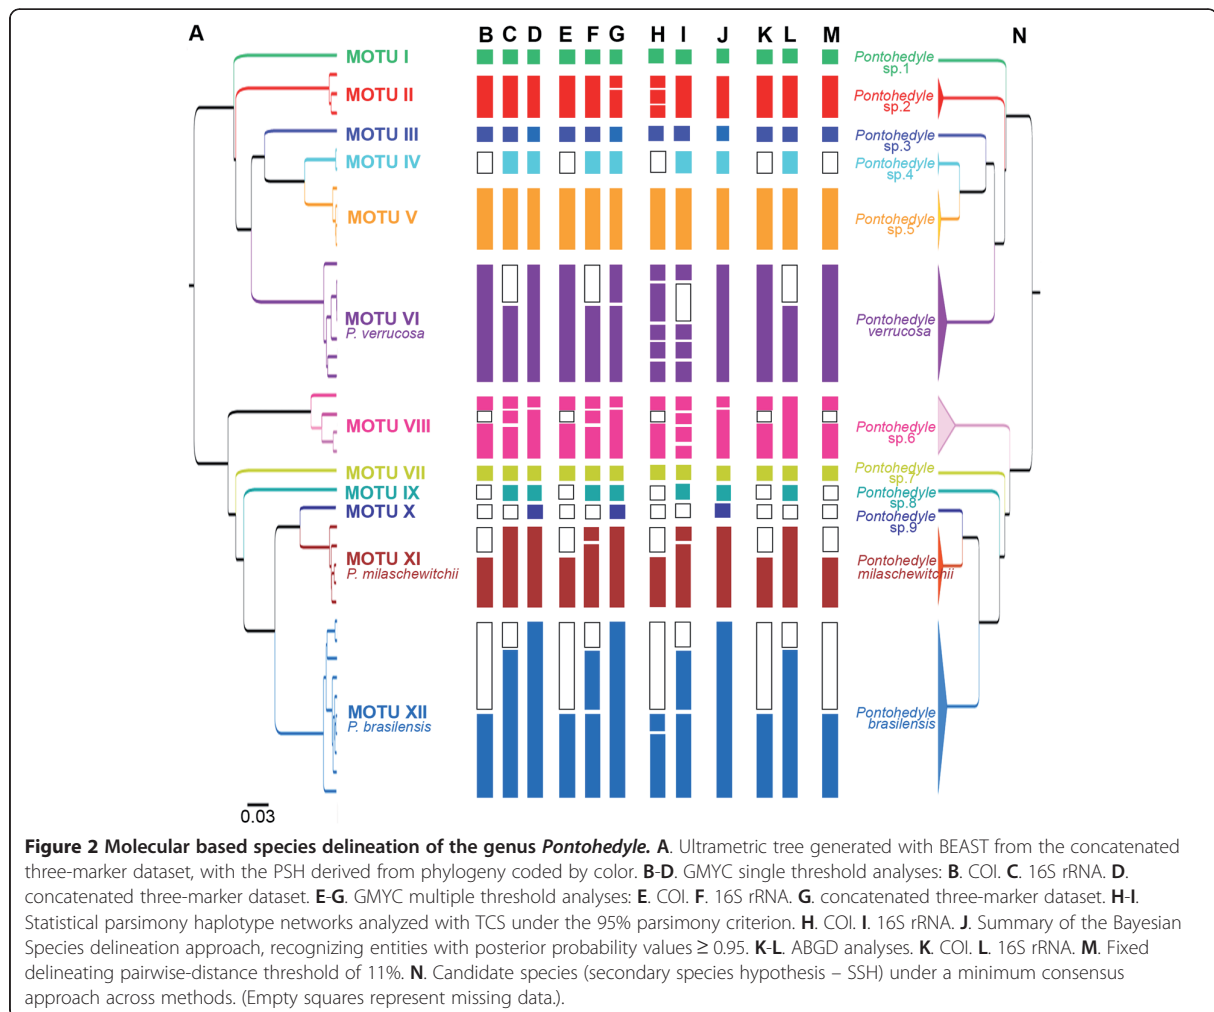 A B C D E F G H I J K L M N
MOTU I
MOTU II
MOTU III
MOTU IV
MOTU V
MOTU VI
P. verrucosa
MOTU VIII
MOTU VII
MOTU IX
MOTU X
MOTU XI
P. milaschewitchii
MOTU XII
P. brasilensis
0.03
Pontohedyle
sp.1
Pontohedyle
sp.2
Pontohedyle
sp.3
Pontohedyle
sp.4
Pontohedyle
sp.5
Pontohedyle
verrucosa
Pontohedyle
sp.6
Pontohedyle
sp.7
Pontohedyle
sp.8
Pontohedyle
sp.9
Pontohedyle
milaschewitchii
Pontohedyle
brasilensis
Figure 2 Molecular based species delineation of the genus Pontohedyle. A. Ultrametric tree generated with BEAST from the concatenated
three-marker dataset, with the PSH derived from phylogeny coded by color. B-D. GMYC single threshold analyses: B. COI. C. 16S rRNA. D.
concatenated three-marker dataset. E-G. GMYC multiple threshold analyses: E. COI. F. 16S rRNA. G. concatenated three-marker dataset. H-I.
Statistical parsimony haplotype networks analyzed with TCS under the 95% parsimony criterion. H. COI. I. 16S rRNA. J. Summary of the Bayesian
Species delineation approach, recognizing entities with posterior probability values ≥ 0.95. K-L. ABGD analyses. K. COI. L. 16S rRNA. M. Fixed
delineating pairwise-distance threshold of 11%. N. Candidate species (secondary species hypothesis – SSH) under a minimum consensus
approach across methods. (Empty squares represent missing data.).